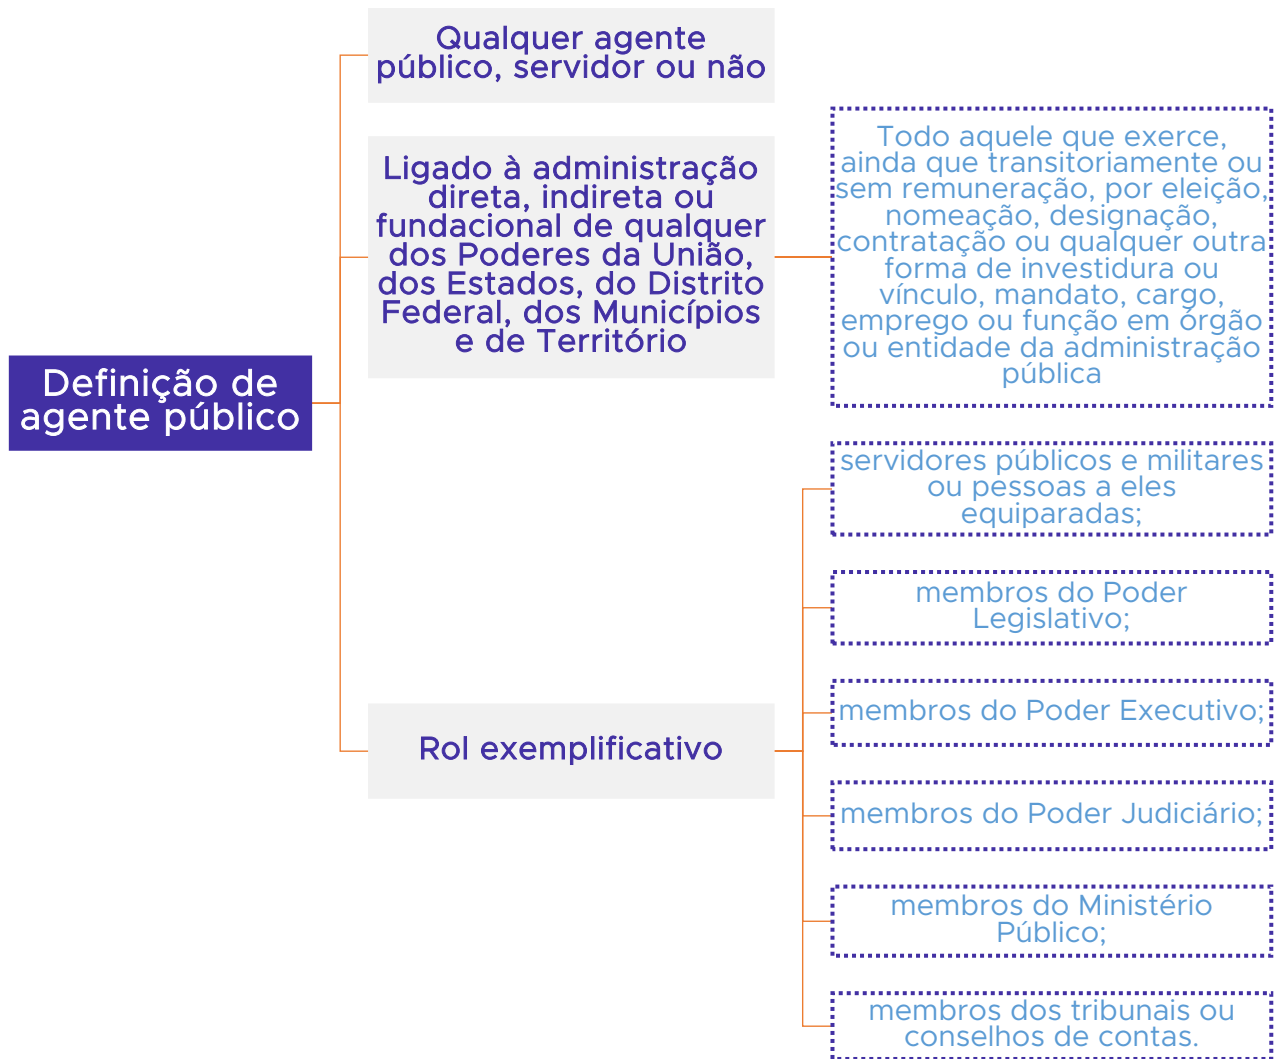 Definição de
agente público
Qualquer agente
público, servidor ou não
Ligado à administração
direta, indireta ou
fundacional de qualquer
dos Poderes da União,
dos Estados, do Distrito
Federal, dos Municípios
e de Território
Todo aquele que exerce,
ainda que transitoriamente ou
sem remuneração, por eleição,
nomeação, designação,
contratação ou qualquer outra
forma de investidura ou
vínculo, mandato, cargo,
emprego ou função em órgão
ou entidade da administração
pública
Rol exemplificativo
servidores públicos e militares
ou pessoas a eles
equiparadas;
membros do Poder
Legislativo;
membros do Poder Executivo;
membros do Poder Judiciário;
membros do Ministério
Público;
membros dos tribunais ou
conselhos de contas.